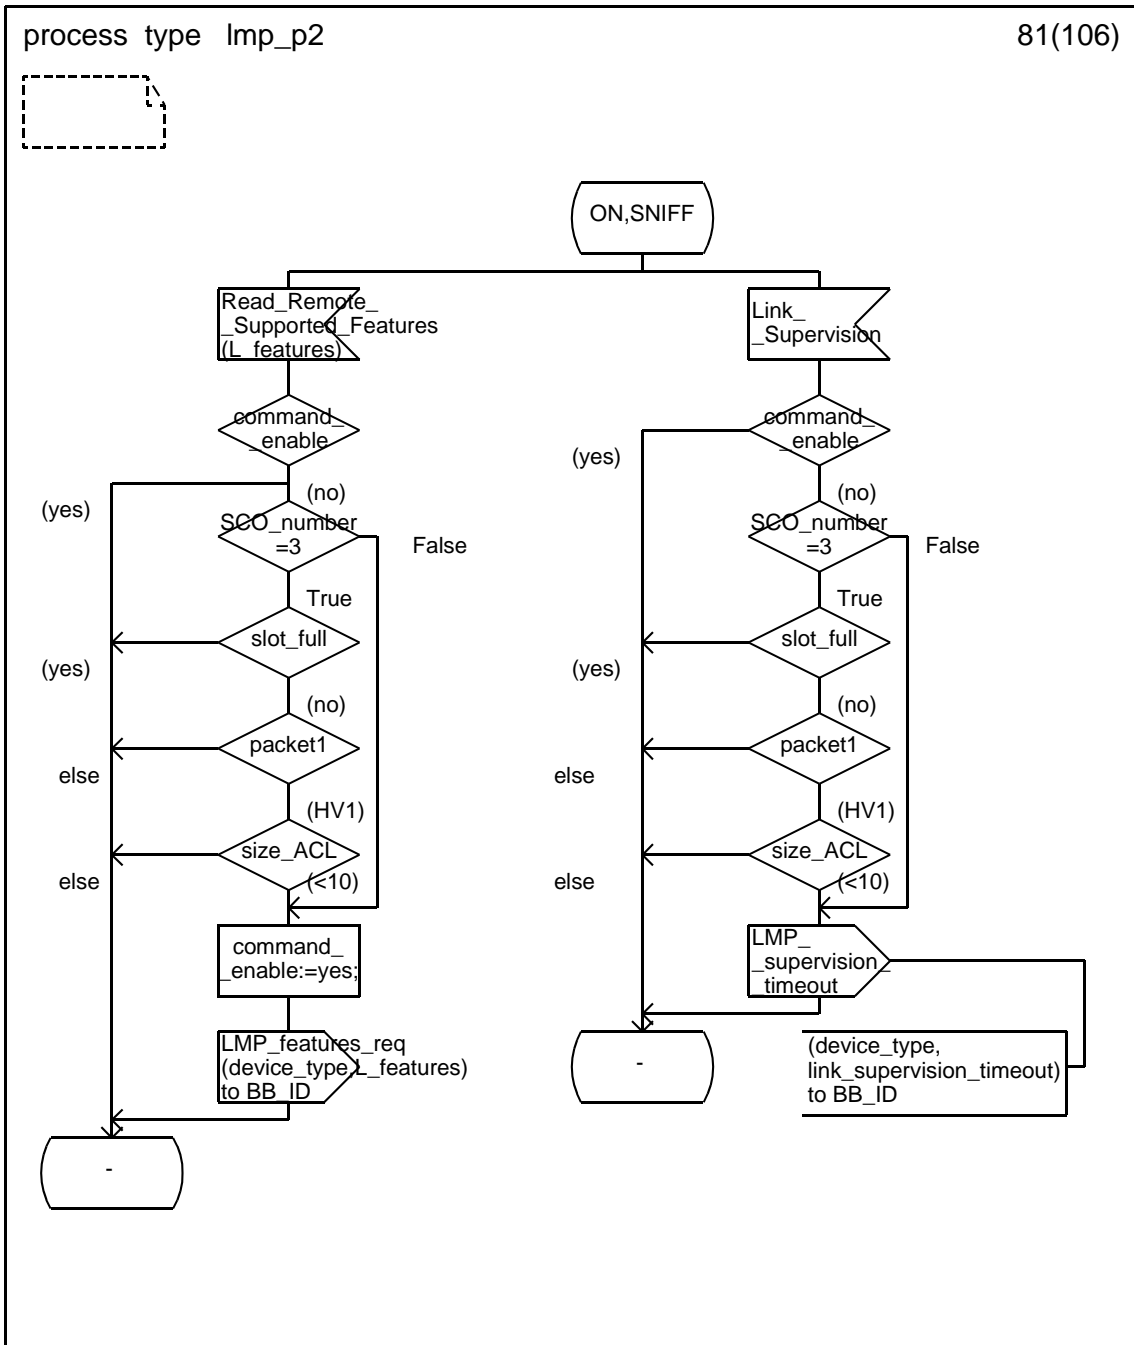 process type lmp_p2
81(106)
ON,SNIFF
Read_Remote_
_Supported_Features
(L_features)
command_
_enable
(yes)
(no)
SCO_number
=3
False
True
slot_full
(yes)
(no)
packet1
else
(HV1)
size_ACL
else
(<10)
command_
_enable:=yes;
LMP_features_req
(device_type,L_features)
to BB_ID
-
Link_
_Supervision
command_
_enable
(yes)
(no)
SCO_number
=3
False
True
slot_full
(yes)
(no)
packet1
else
(HV1)
size_ACL
else
(<10)
LMP_
_supervision_
_timeout
(device_type,
link_supervision_timeout)
to BB_ID
-